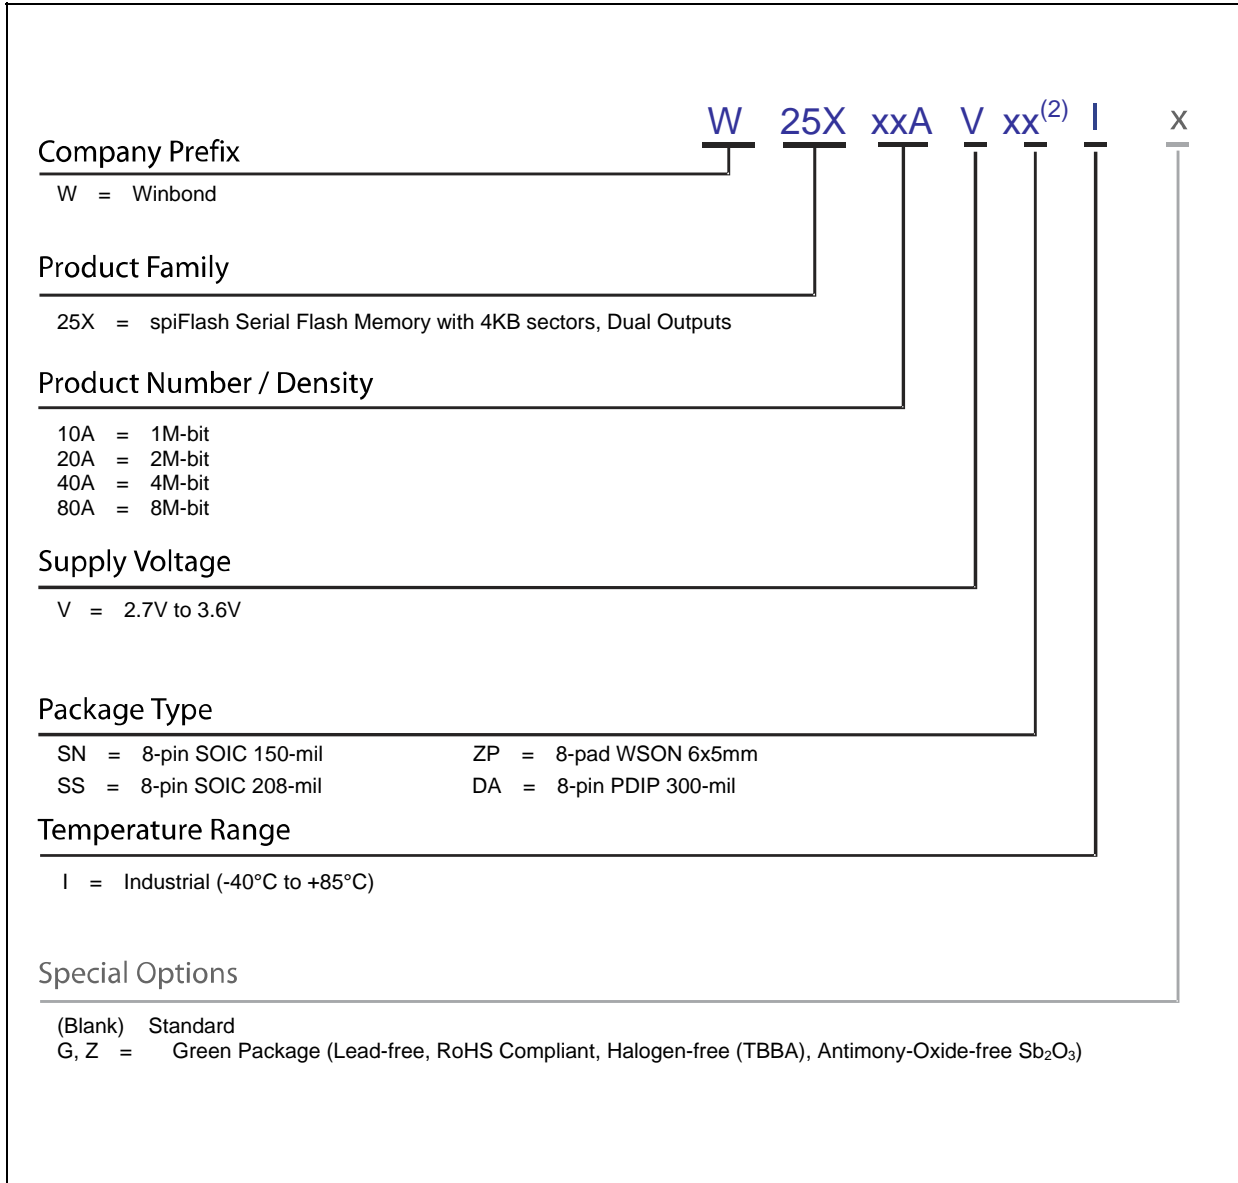 W 25X xxA V xx(2) I x
Company Prefix
W = Winbond
Product Family
25X = spiFlash Serial Flash Memory with 4KB sectors, Dual Outputs
Product Number / Density
10A = 1M-bit
20A = 2M-bit
40A = 4M-bit
80A = 8M-bit
Supply Voltage
V = 2.7V to 3.6V
Package Type
SN = 8-pin SOIC 150-mil ZP = 8-pad WSON 6x5mm
SS = 8-pin SOIC 208-mil DA = 8-pin PDIP 300-mil
Temperature Range
I = Industrial (-40°C to +85°C)
Special Options
(Blank) Standard
G, Z = Green Package (Lead-free, RoHS Compliant, Halogen-free (TBBA), Antimony-Oxide-free Sb₂O₃)